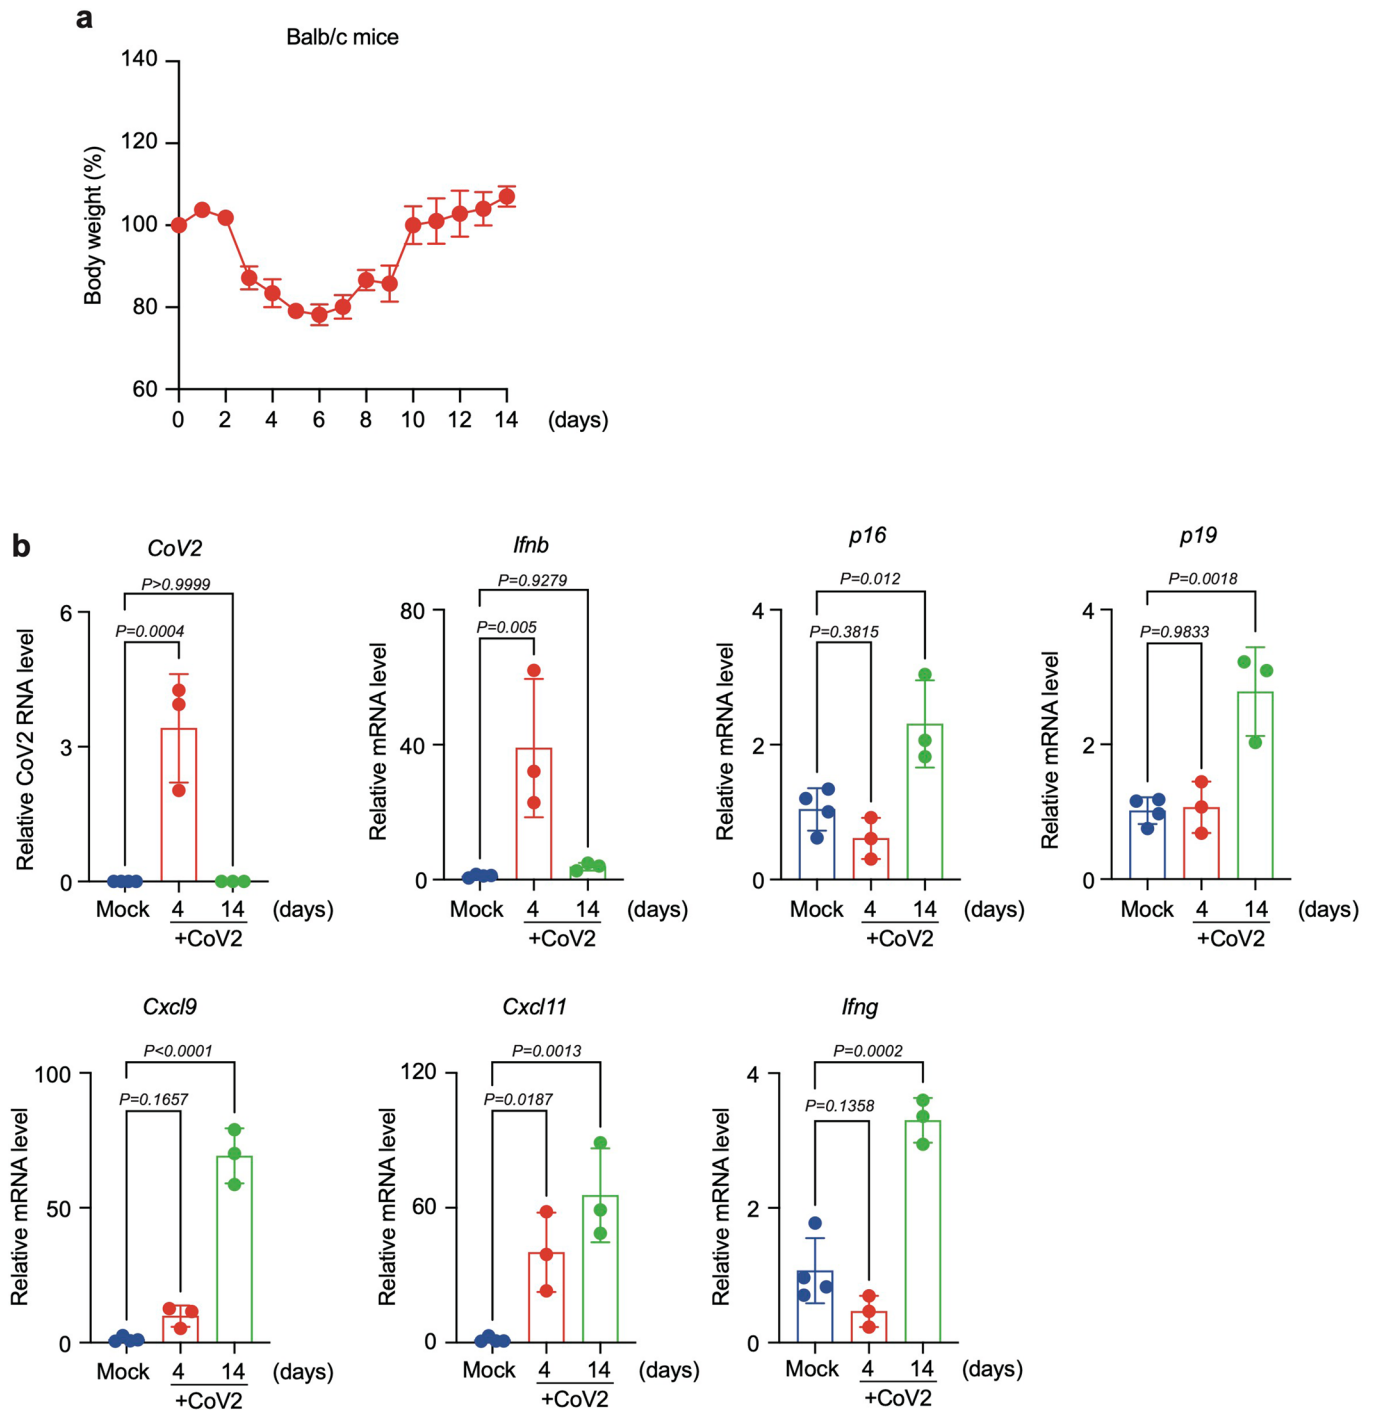 a
Balb/c mice
Body weight (%)
140
120
100
80
60
0 2 4 6 8 10 12 14 (days)
b
CoV2
P>0.9999
P=0.0004
Relative CoV2 RNA level
6
3
0
Mock 4 14 (days)
+CoV2
Ifnb
P=0.9279
P=0.005
Relative mRNA level
80
40
0
Mock 4 14 (days)
+CoV2
p16
P=0.012
P=0.3815
Relative mRNA level
4
2
0
Mock 4 14 (days)
+CoV2
p19
P=0.0018
P=0.9833
Relative mRNA level
4
2
0
Mock 4 14 (days)
+CoV2
Cxcl9
P<0.0001
P=0.1657
Relative mRNA level
100
50
0
Mock 4 14 (days)
+CoV2
Cxcl11
P=0.0013
P=0.0187
Relative mRNA level
120
60
0
Mock 4 14 (days)
+CoV2
Ifng
P=0.0002
P=0.1358
Relative mRNA level
4
2
0
Mock 4 14 (days)
+CoV2